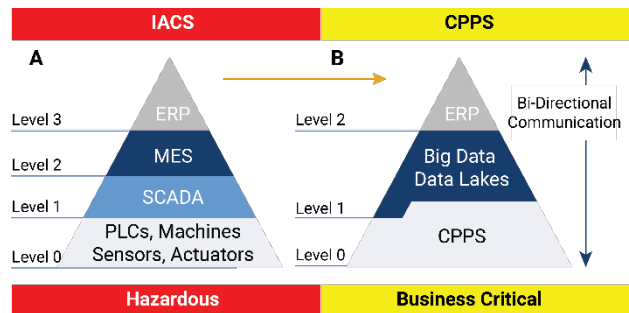 IACS
CPPS
A
B
ERP
Level 3
MES
Level 2
SCADA
Level 1
PLCs, Machines
Sensors, Actuators
Level 0
ERP
Level 2
Big Data
Data Lakes
Level 1
CPPS
Level 0
Bi-Directional
Communication
Hazardous
Business Critical